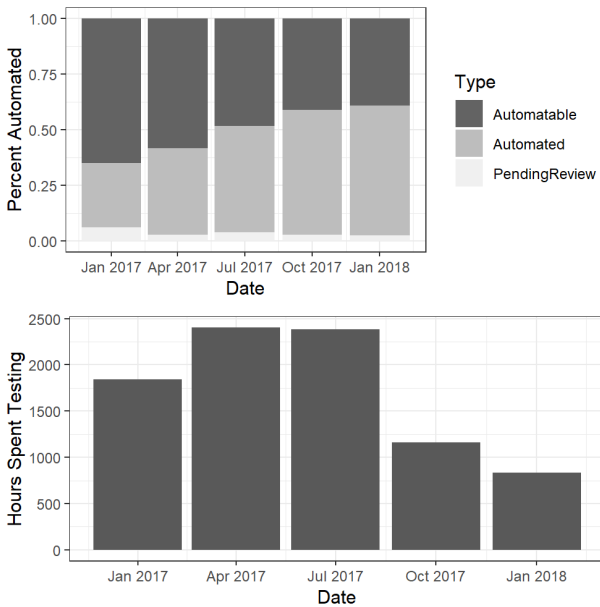 Percent Automated
1.00
0.75
0.50
0.25
0.00
Jan 2017 Apr 2017 Jul 2017 Oct 2017 Jan 2018
Date
Type
Automatable
Automated
PendingReview
Hours Spent Testing
2500
2000
1500
1000
500
0
Jan 2017 Apr 2017 Jul 2017 Oct 2017 Jan 2018
Date